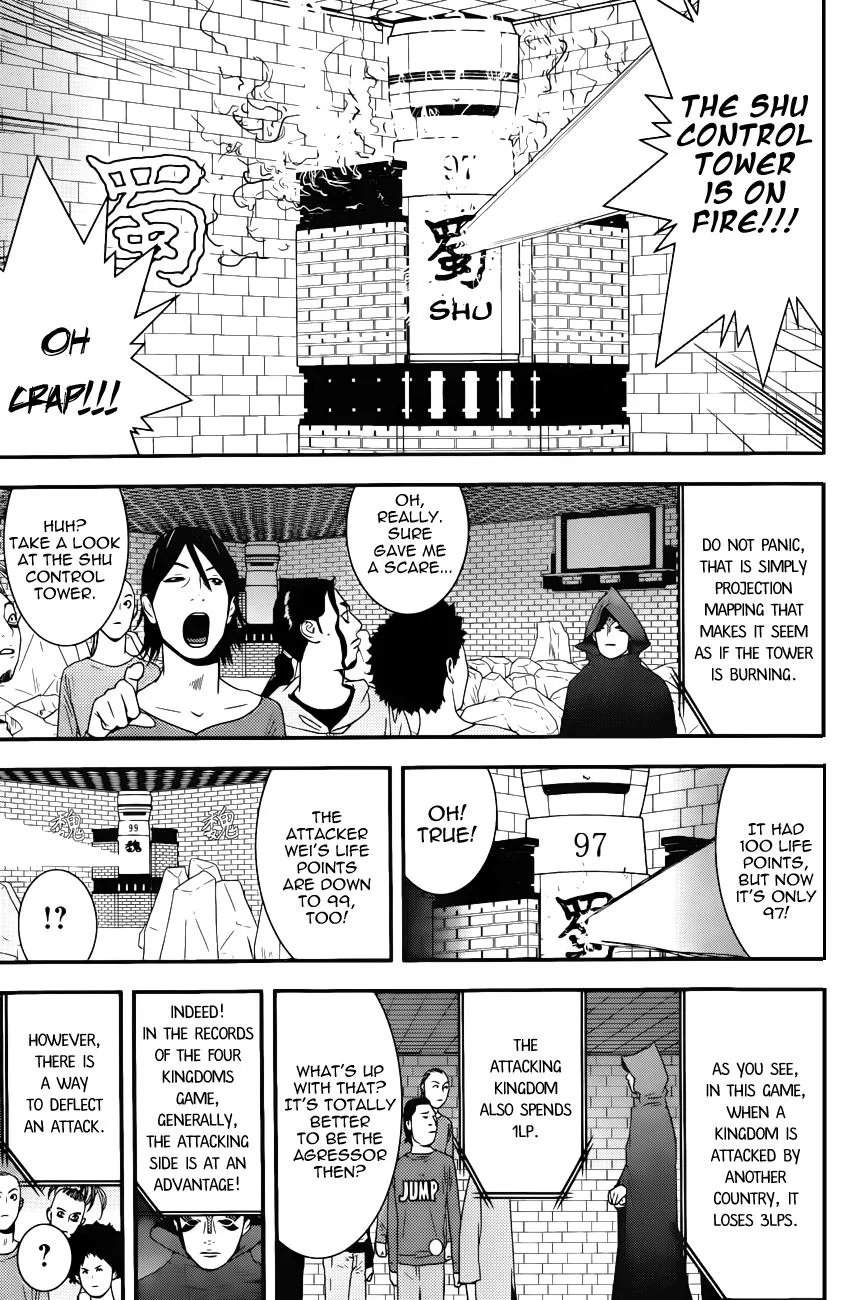 THE SHU
CONTROL
TOWER
IS ON
FIRE!!!
97
蜀
蜀
SHU
OH
CRAP!!!
DO NOT PANIC,
THAT IS SIMPLY
PROJECTION
MAPPING THAT
MAKES IT SEEM
AS IF THE TOWER
IS BURNING.
OH,
REALLY.
SURE
GAVE ME
A SCARE...
HUH?
TAKE A LOOK
AT THE SHU
CONTROL
TOWER.
IT HAD
100 LIFE
POINTS,
BUT NOW
IT'S ONLY
97!
97
蜀
OH!
TRUE!
THE
ATTACKER
WEI'S LIFE
POINTS
ARE DOWN
TO 99,
TOO!
魏
99
魏
魏
!?
AS YOU SEE,
IN THIS GAME,
WHEN A
KINGDOM IS
ATTACKED BY
ANOTHER
COUNTRY, IT
LOSES 3LPS.
THE
ATTACKING
KINGDOM
ALSO SPENDS
1LP.
WHAT'S UP
WITH THAT?
IT'S TOTALLY
BETTER
TO BE THE
AGRESSOR
THEN?
JUMP
INDEED!
IN THE RECORDS
OF THE FOUR
KINGDOMS
GAME,
GENERALLY,
THE ATTACKING
SIDE IS AT AN
ADVANTAGE!
HOWEVER,
THERE IS
A WAY
TO DEFLECT
AN ATTACK.
?